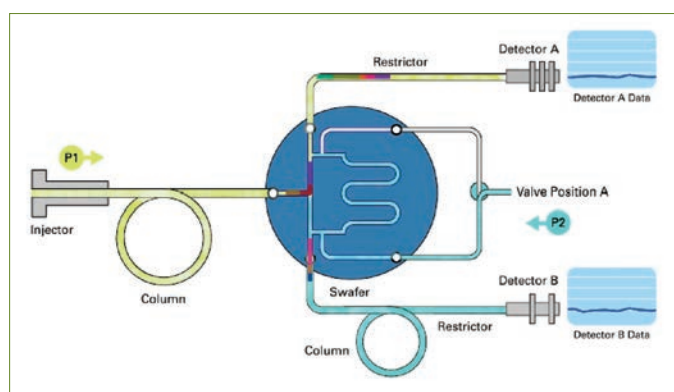 Restrictor
Detector A
Detector A Data
P1
Valve Position A
P2
Injector
Column
Swafer
Detector B
Restrictor
Column
Detector B Data